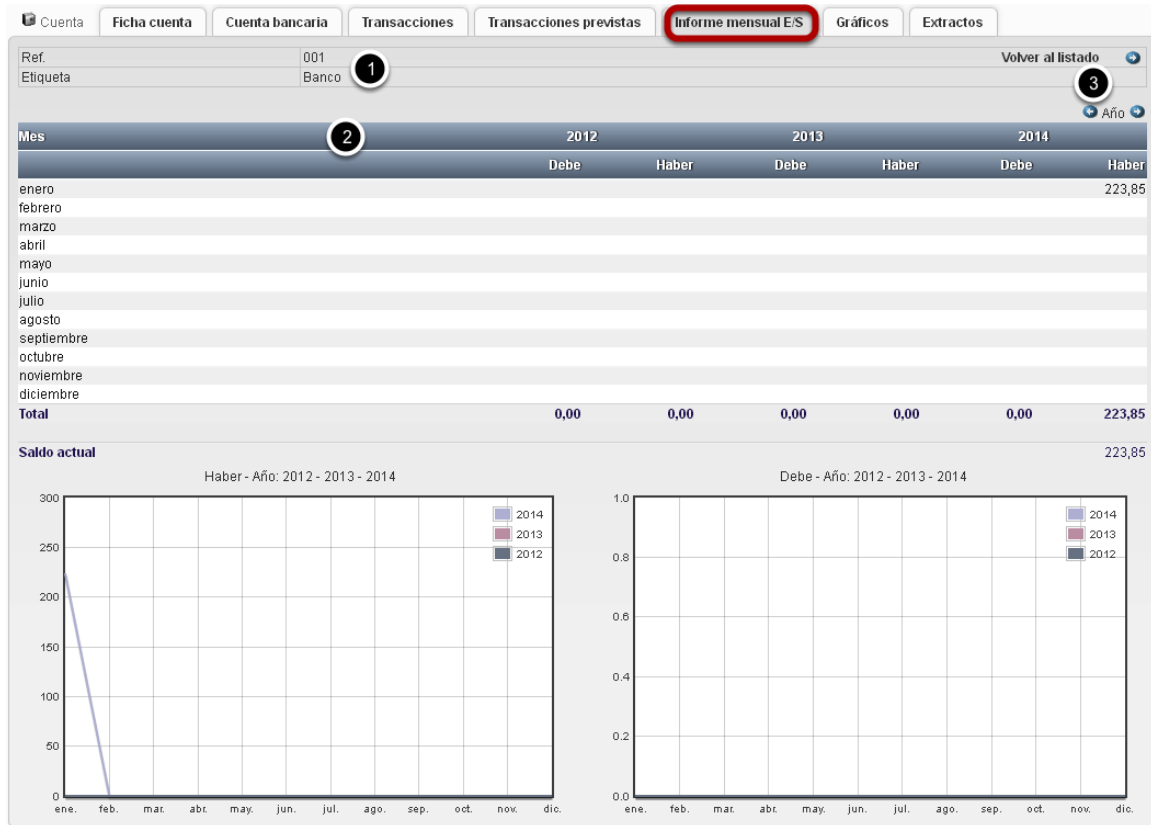 Cuenta Ficha cuenta Cuenta bancaria Transacciones Transacciones previstas Informe mensual E/S Gráficos Extractos
Ref. 001 Volver al listado
Etiqueta Banco 1
3
Año
Mes 2 2012 2013 2014
Debe Haber Debe Haber Debe Haber
enero 223,85
febrero
marzo
abril
mayo
junio
julio
agosto
septiembre
octubre
noviembre
diciembre
Total 0,00 0,00 0,00 0,00 0,00 223,85
Saldo actual 223,85
Haber - Año: 2012 - 2013 - 2014
300
250
200
150
100
50
0
2014
2013
2012
ene. feb. mar. abr. may. jun. jul. ago. sep. oct. nov. dic.
Debe - Año: 2012 - 2013 - 2014
1.0
0.8
0.6
0.4
0.2
0.0
2014
2013
2012
ene. feb. mar. abr. may. jun. jul. ago. sep. oct. nov. dic.